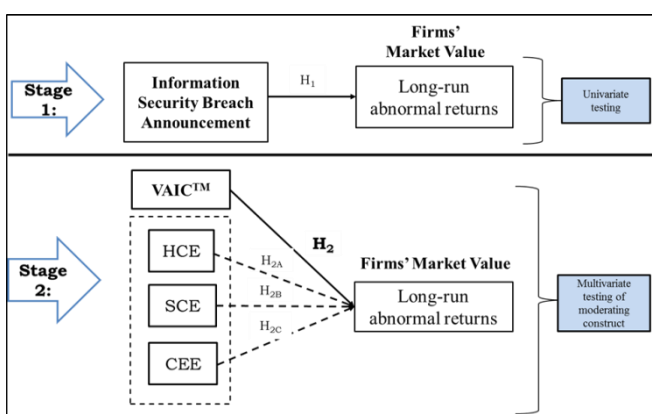 Stage
1:
Information
Security Breach
Announcement
H1
Firms'
Market Value
Long-run
abnormal returns
Univariate
testing
Stage
2:
VAIC™
HCE
SCE
CEE
H2
H2A
H2B
H2C
Firms' Market Value
Long-run
abnormal returns
Multivariate
testing of
moderating
construct